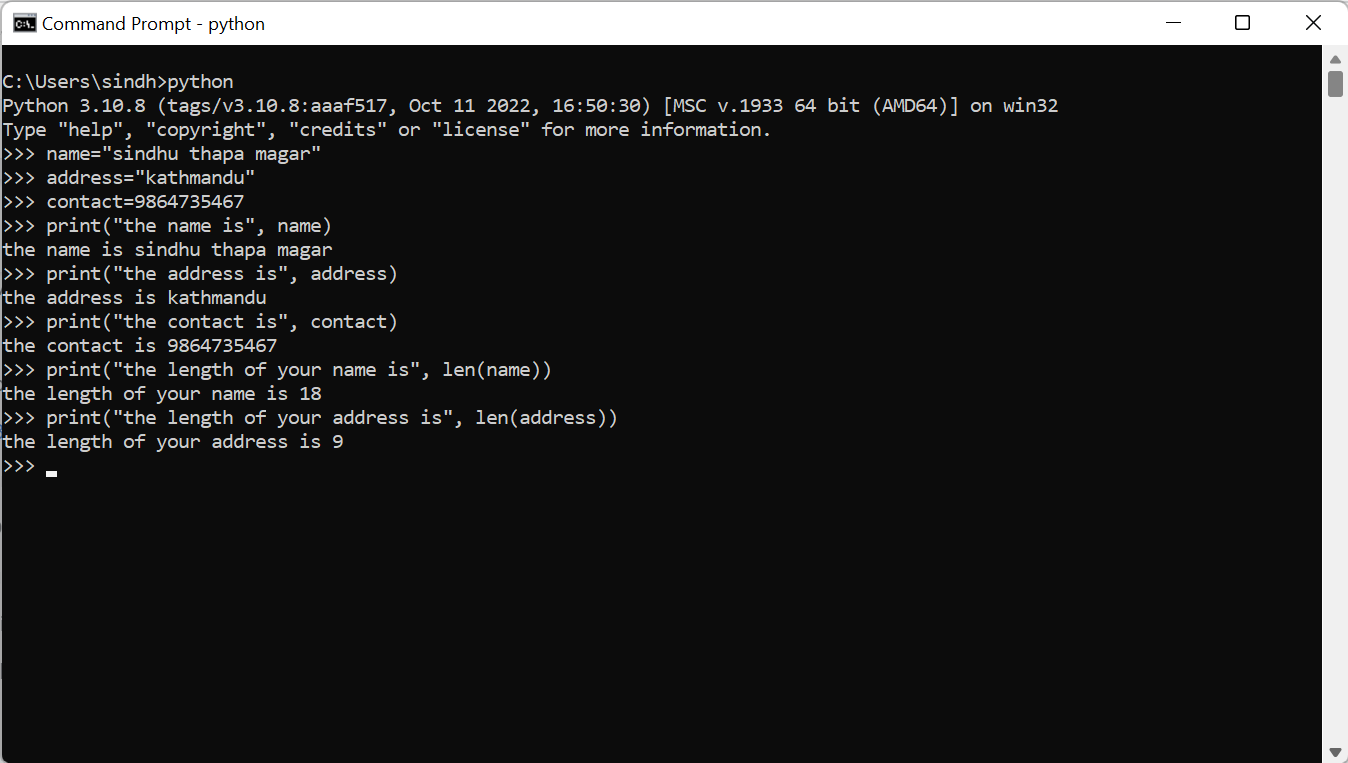 Command Prompt - python
C:\Users\sindh>python
Python 3.10.8 (tags/v3.10.8:aaaf517, Oct 11 2022, 16:50:30) [MSC v.1933 64 bit (AMD64)] on win32
Type "help", "copyright", "credits" or "license" for more information.
>>> name="sindhu thapa magar"
>>> address="kathmandu"
>>> contact=9864735467
>>> print("the name is", name)
the name is sindhu thapa magar
>>> print("the address is", address)
the address is kathmandu
>>> print("the contact is", contact)
the contact is 9864735467
>>> print("the length of your name is", len(name))
the length of your name is 18
>>> print("the length of your address is", len(address))
the length of your address is 9
>>>